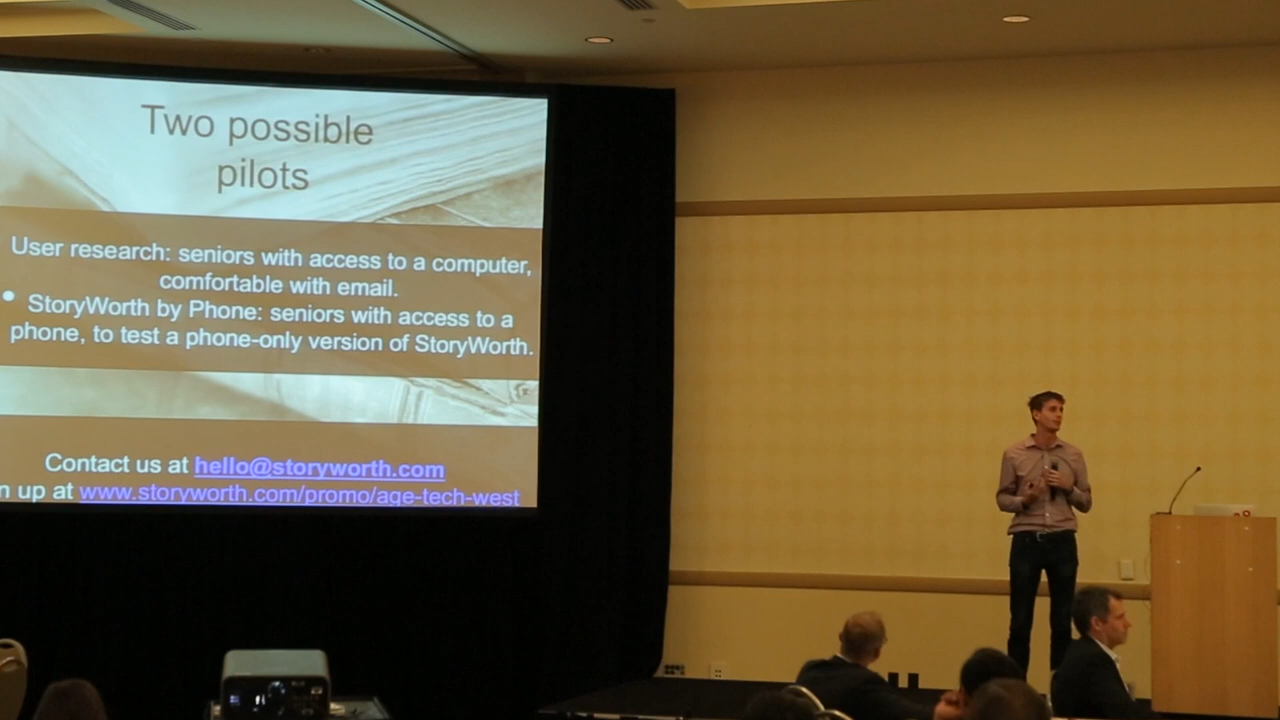 Two possible
pilots
User research: seniors with access to a computer,
comfortable with email.
• StoryWorth by Phone: seniors with access to a
phone, to test a phone-only version of StoryWorth.
Contact us at hello@storyworth.com
n up at www.storyworth.com/promo/age-tech-west